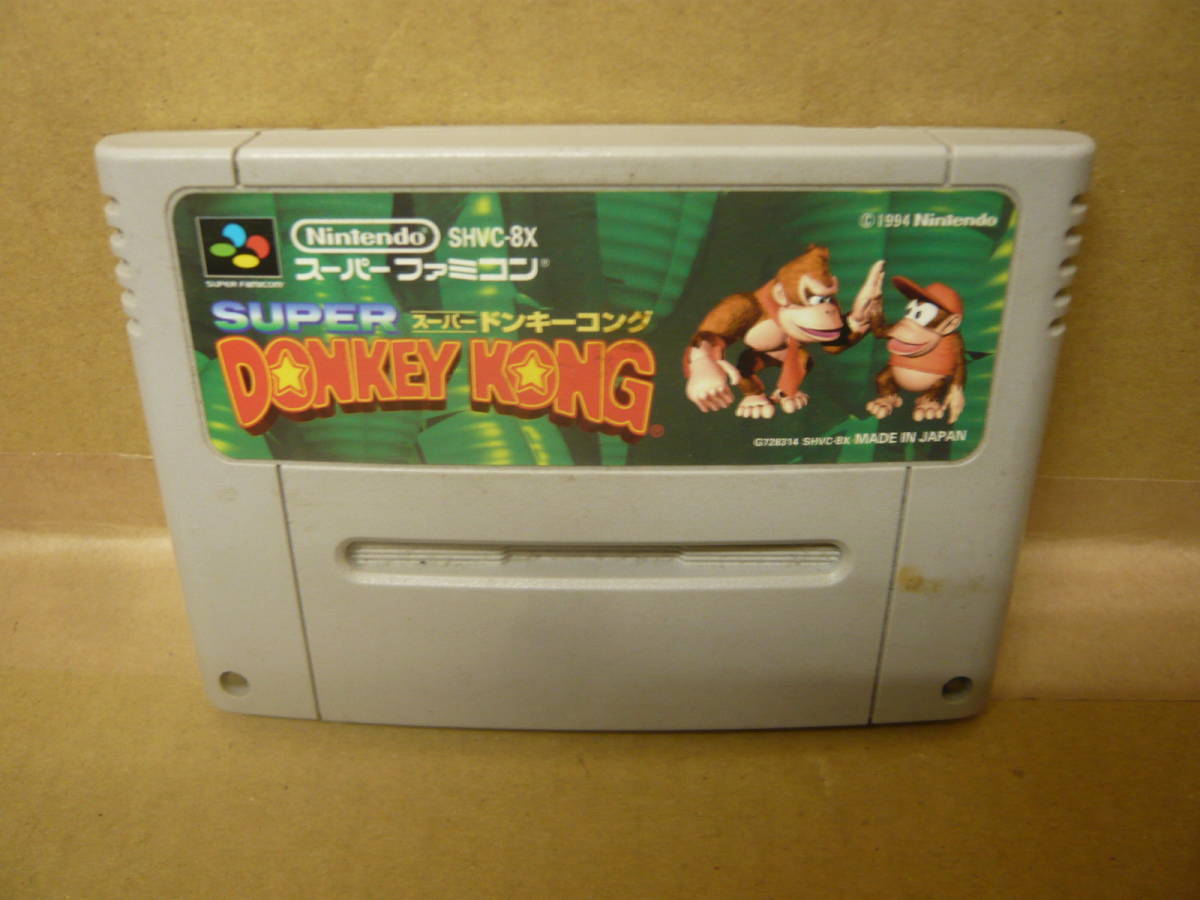 Nintendo SHVC-8X
©1994 Nintendo
スーパーファミコン®
SUPER FAMICOM
SUPER スーパードンキーコング
DONKEY KONG®
G728314 SHVC-8X MADE IN JAPAN